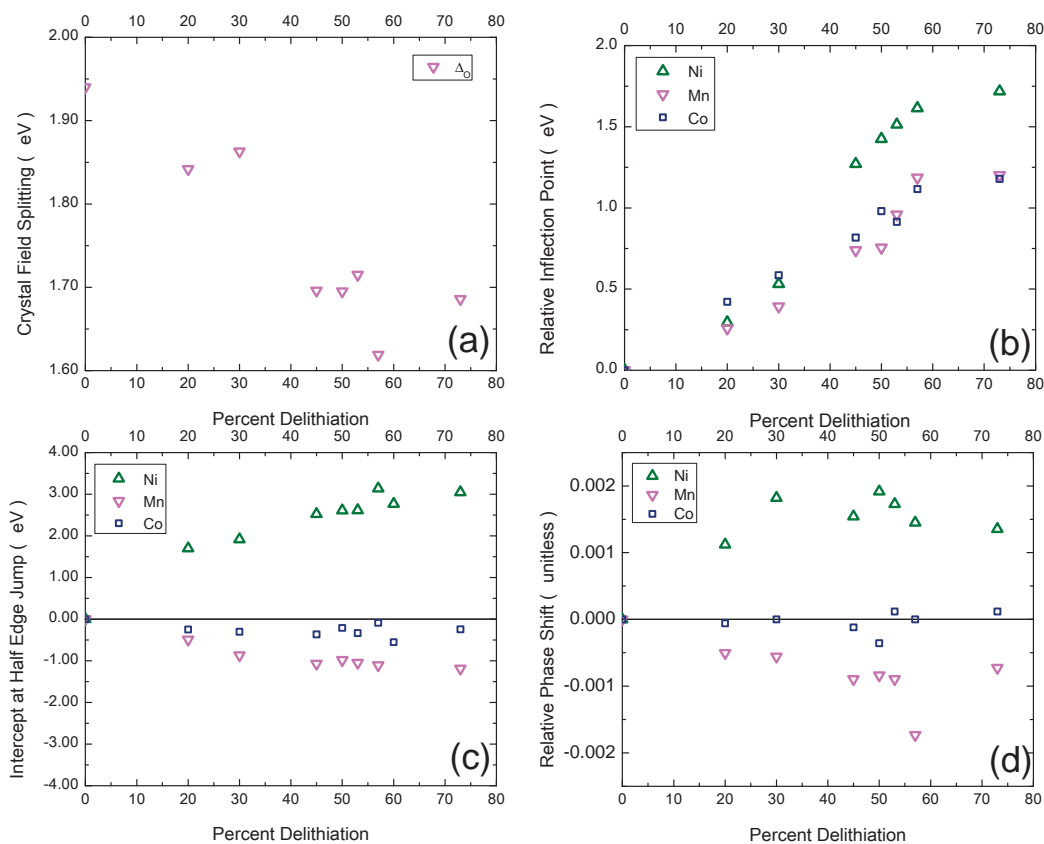 0 10 20 30 40 50 60 70 80
2.00
1.90
1.80
1.70
1.60
Crystal Field Splitting ( eV)
Δ_O
(a)
0 10 20 30 40 50 60 70 80
Percent Delithiation
0 10 20 30 40 50 60 70 80
2.0
1.5
1.0
0.5
0.0
Relative Inflection Point ( eV)
Ni
Mn
Co
(b)
0 10 20 30 40 50 60 70 80
Percent Delithiation
0 10 20 30 40 50 60 70 80
4.00
3.00
2.00
1.00
0.00
-1.00
-2.00
-3.00
-4.00
Intercept at Half Edge Jump ( eV)
Ni
Mn
Co
(c)
0 10 20 30 40 50 60 70 80
Percent Delithiation
0 10 20 30 40 50 60 70 80
0.002
0.001
0.000
-0.001
-0.002
Relative Phase Shift ( unitless)
Ni
Mn
Co
(d)
0 10 20 30 40 50 60 70 80
Percent Delithiation